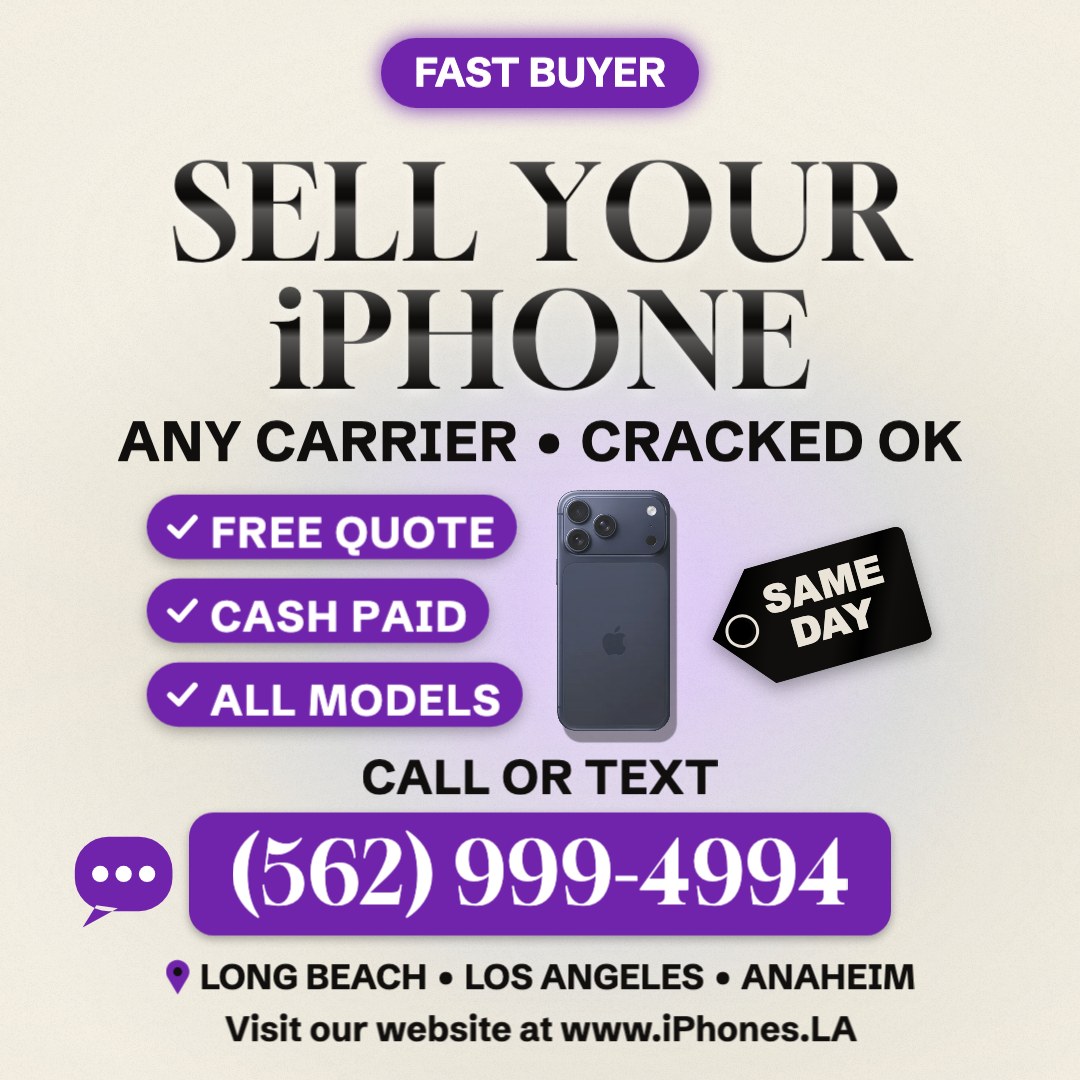 FAST BUYER
SELL YOUR
iPHONE
ANY CARRIER • CRACKED OK
✓ FREE QUOTE
✓ CASH PAID
✓ ALL MODELS
SAME
DAY
CALL OR TEXT
(562) 999-4994
LONG BEACH • LOS ANGELES • ANAHEIM
Visit our website at www.iPhones.LA